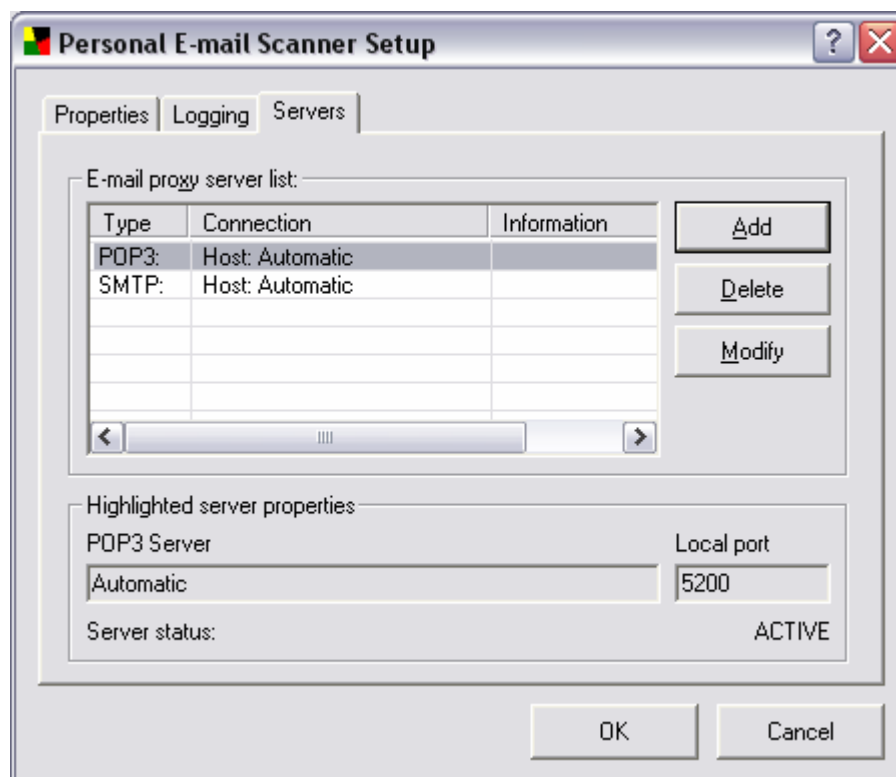 Personal E-mail Scanner Setup
Properties Logging Servers
E-mail proxy server list:
Type Connection Information
POP3: Host: Automatic
SMTP: Host: Automatic
Add
Delete
Modify
Highlighted server properties
POP3 Server Local port
Automatic 5200
Server status: ACTIVE
OK Cancel